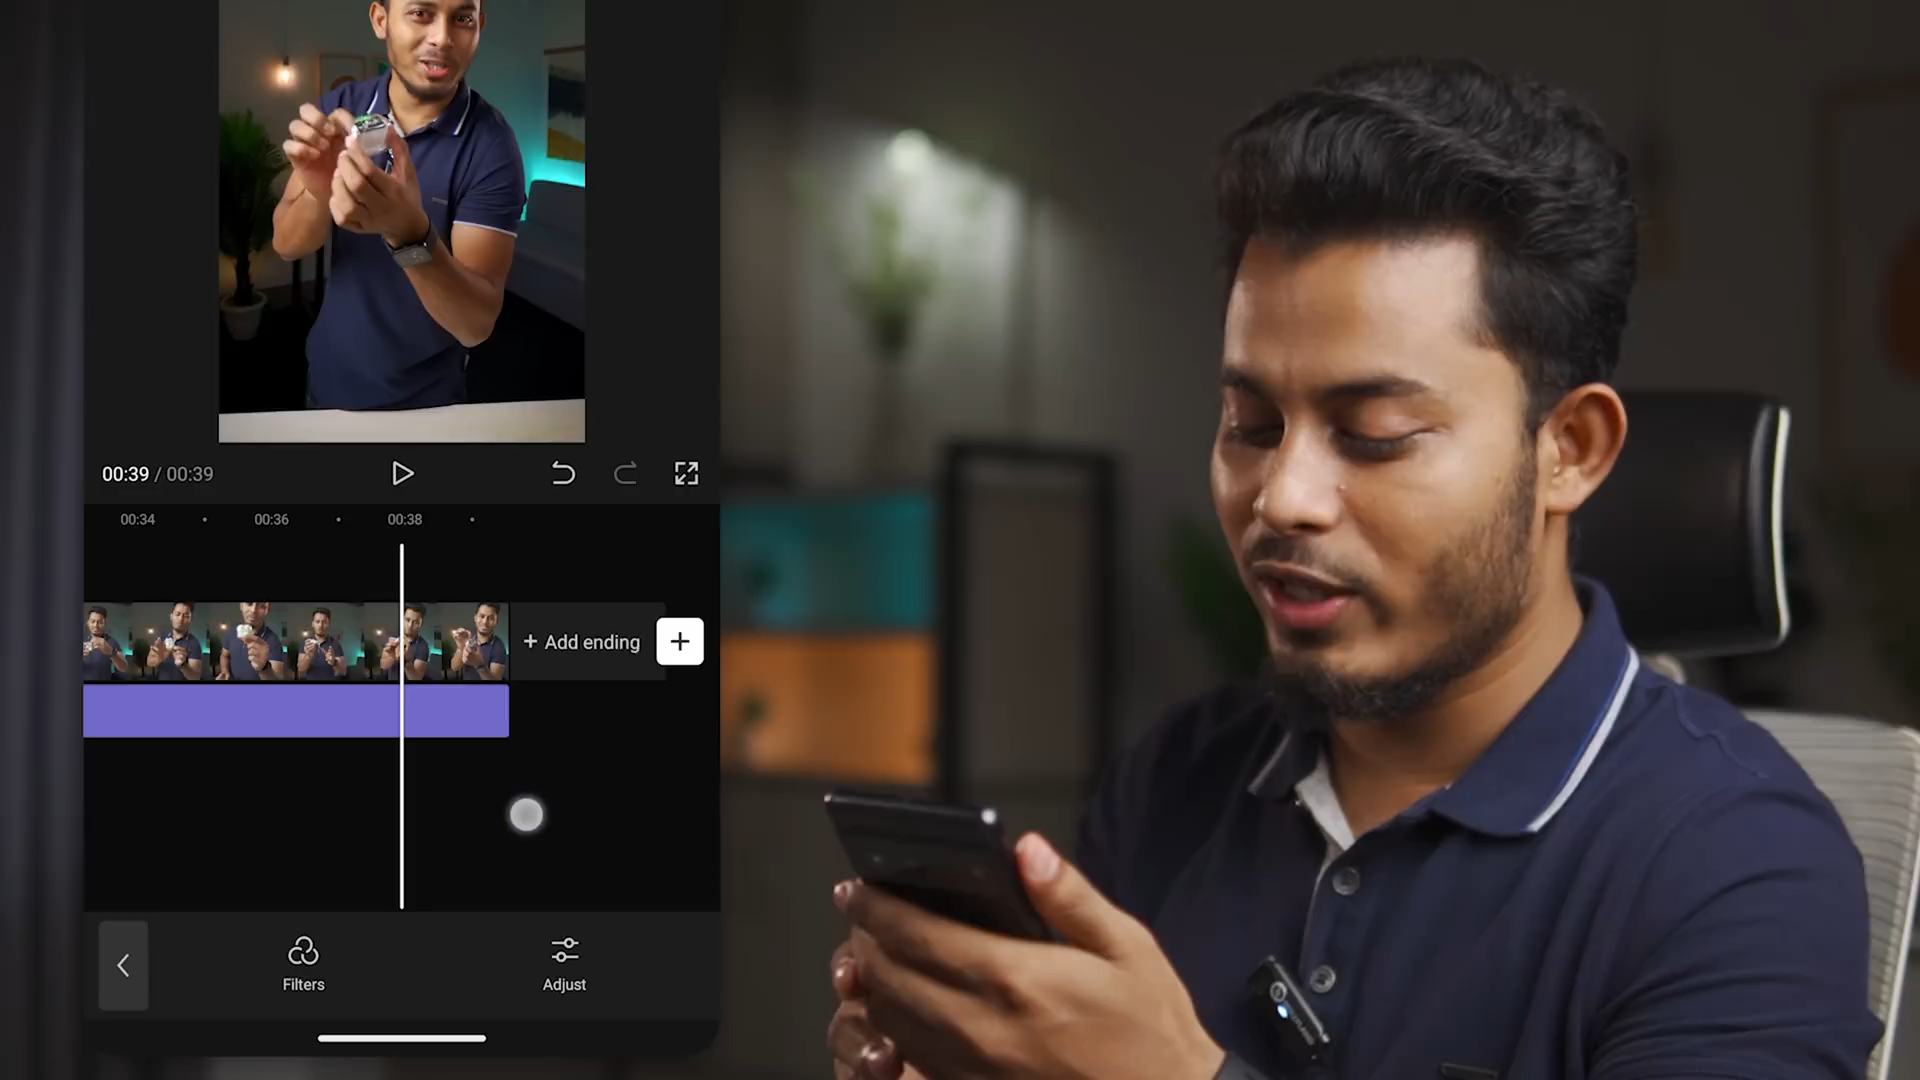 00:39 / 00:39
00:34
00:36
00:38
+ Add ending
Filters
Adjust